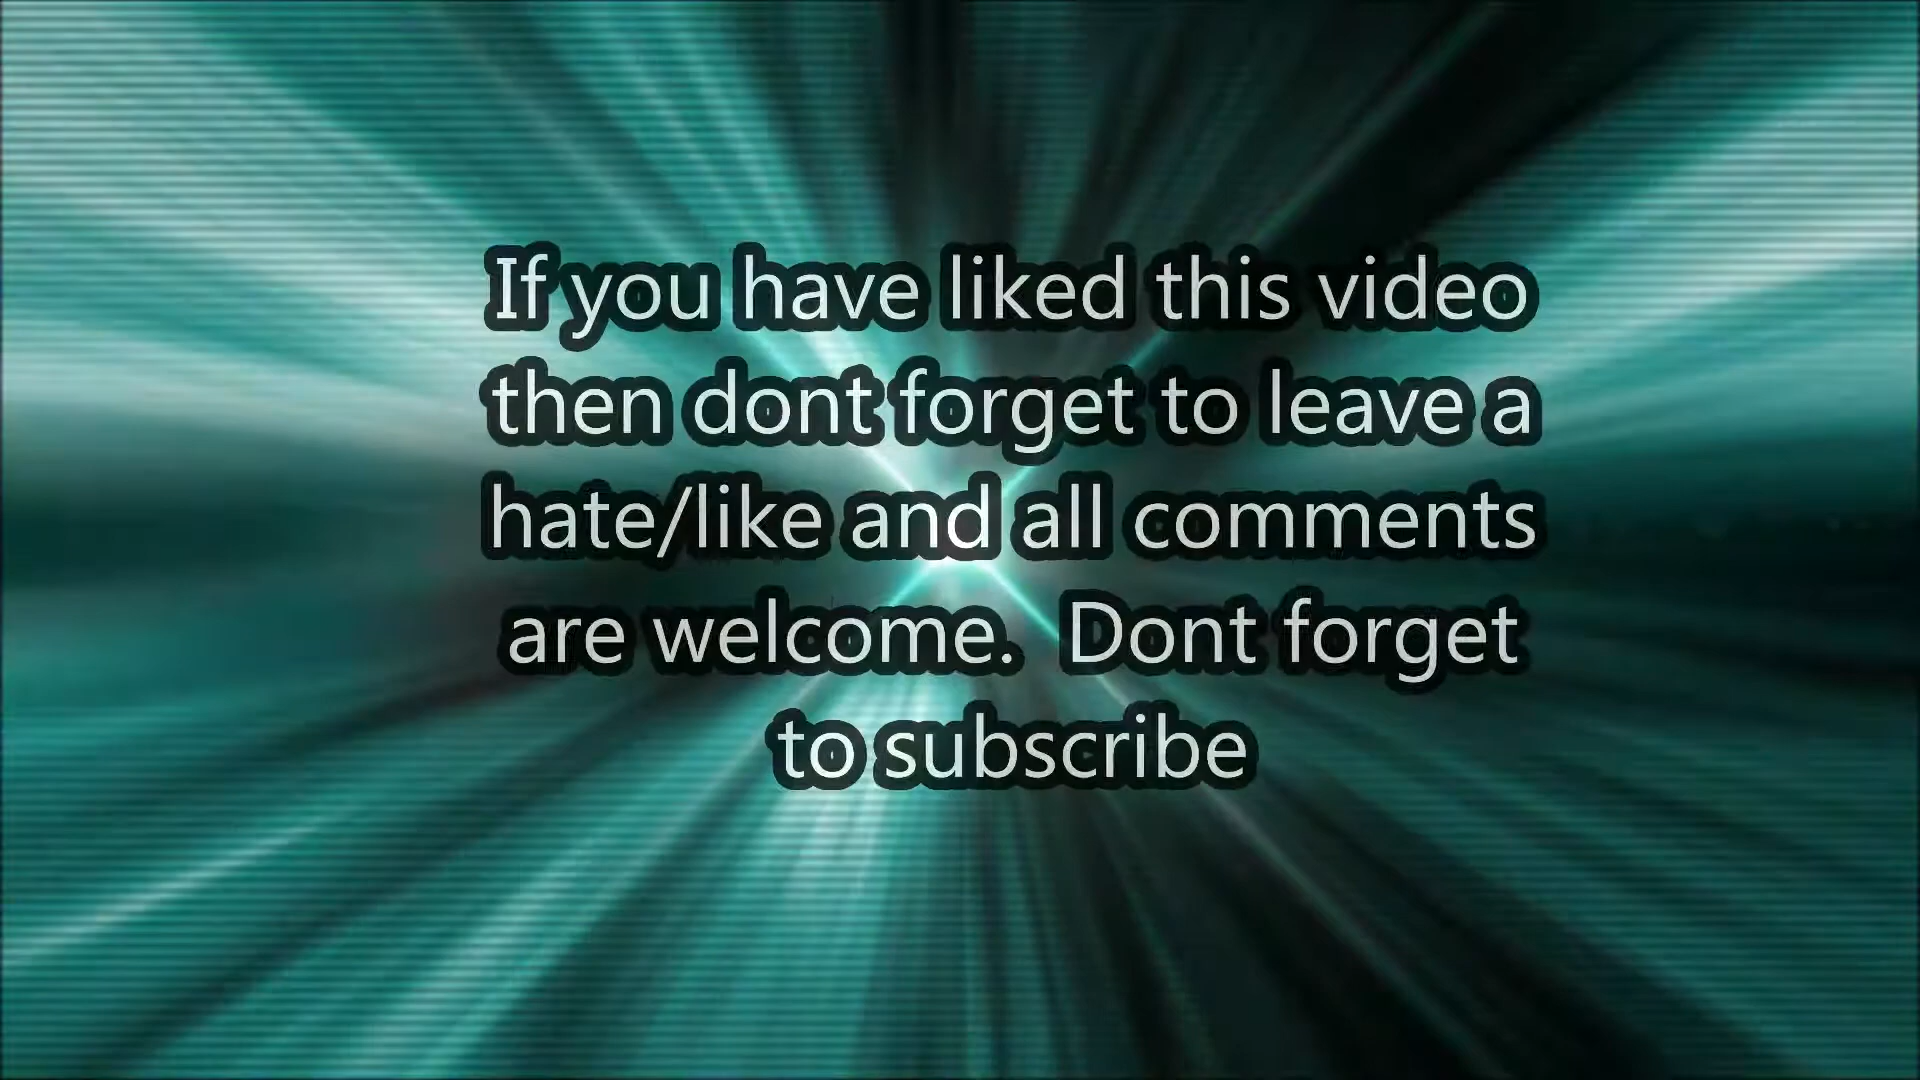 If you have liked this video
then dont forget to leave a
hate/like and all comments
are welcome.  Dont forget
to subscribe